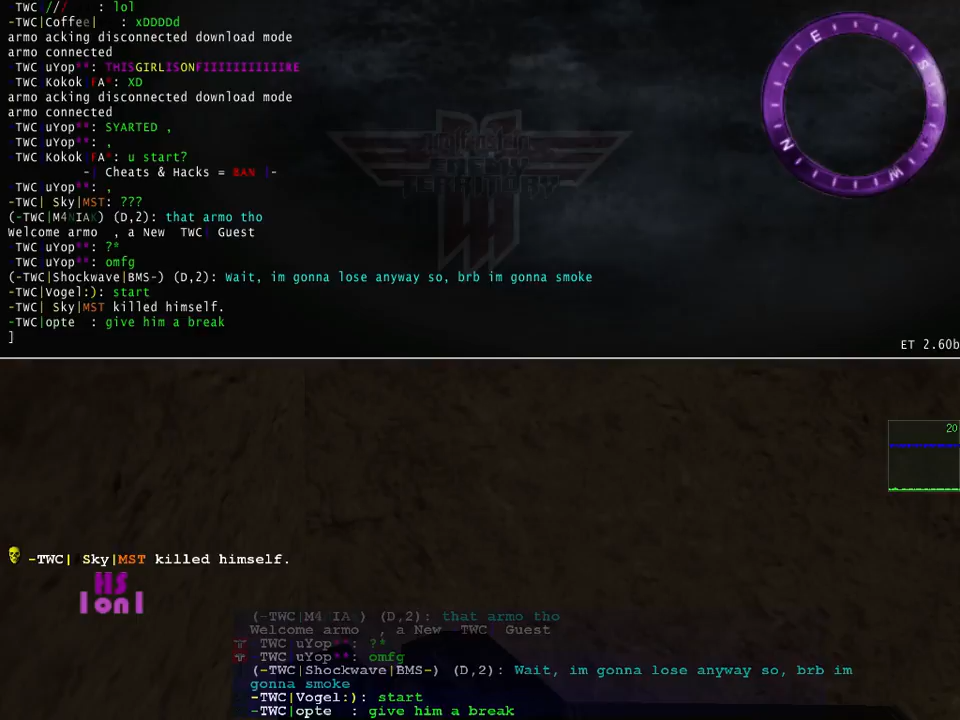 TWC ///    : lol
-TWC|Coffee|   : xDDDDd
armo acking disconnected download mode
armo connected
TWC uYop**: THISGIRLISONFIIIIIIIIIIIRE
TWC Kokok FA*: XD
armo acking disconnected download mode
armo connected
TWC uYop**: SYARTED ,
TWC uYop**: ,
TWC Kokok FA*: u start?
-| Cheats & Hacks = BAN |-
TWC uYop**: ,
-TWC| Sky|MST: ???
(-TWC|M4NIAK) (D,2): that armo tho
Welcome armo  , a New  TWC  Guest
TWC uYop**: ?*
TWC uYop**: omfg
(-TWC|Shockwave|BMS-) (D,2): Wait, im gonna lose anyway so, brb im gonna smoke
-TWC|Vogel:): start
-TWC| Sky|MST killed himself.
-TWC|opte  : give him a break
]
ET 2.60b
Wolfenstein
ENEMY
TERRITORY
N I W S E
20
-TWC| Sky|MST killed himself.
HS
1on1
(-TWC|M4 IA ) (D,2): that armo tho
Welcome armo  , a New  TWC  Guest
TWC uYop**: ?*
TWC uYop**: omfg
(-TWC|Shockwave|BMS-) (D,2): Wait, im gonna lose anyway so, brb im
gonna smoke
-TWC|Vogel:): start
-TWC|opte  : give him a break